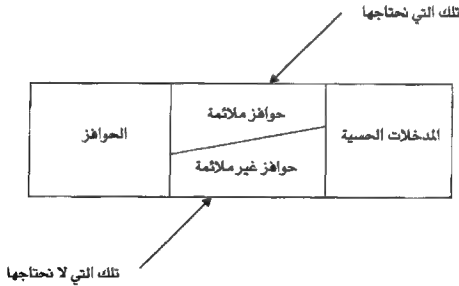 تلك التي نحتاجها
المدخلات الحسية
حوافز ملائمة
حوافز غير ملائمة
الحوافز
تلك التي لا نحتاجها